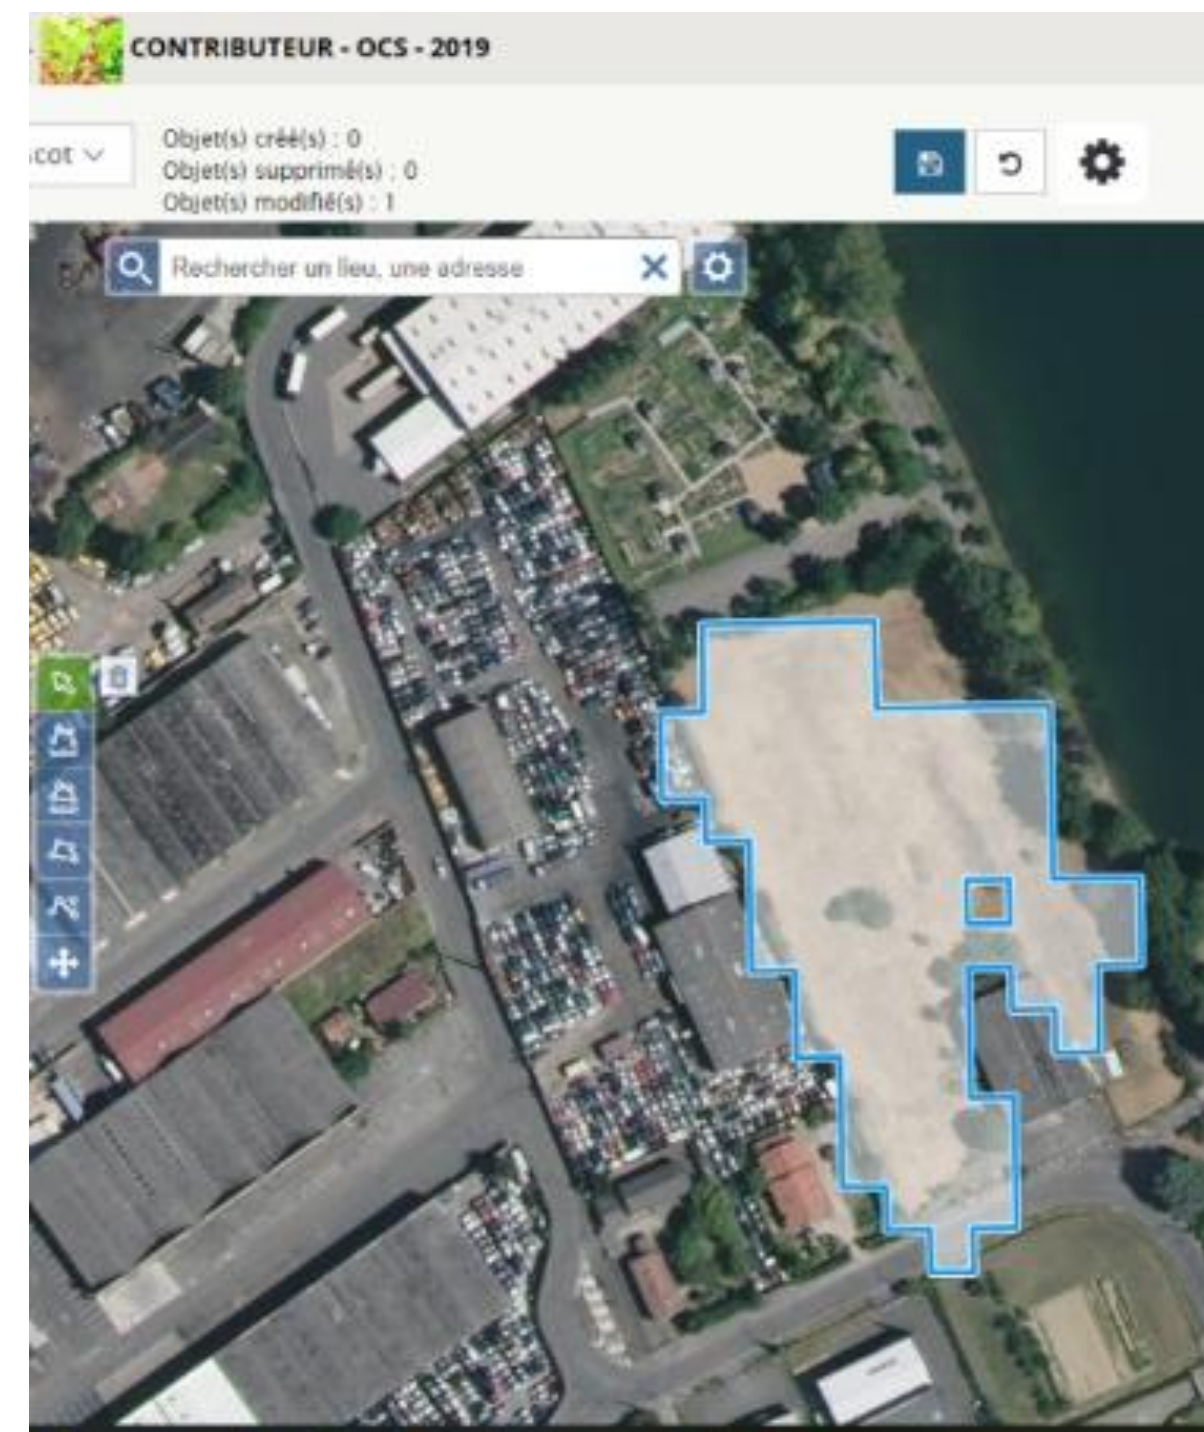 CONTRIBUTEUR - OCS - 2019
Objet(s) créé(s) : 0
cot
Objet(s) supprimé(s) : 0
Objet(s) modifié(s) : 1
Rechercher un lieu, une adresse